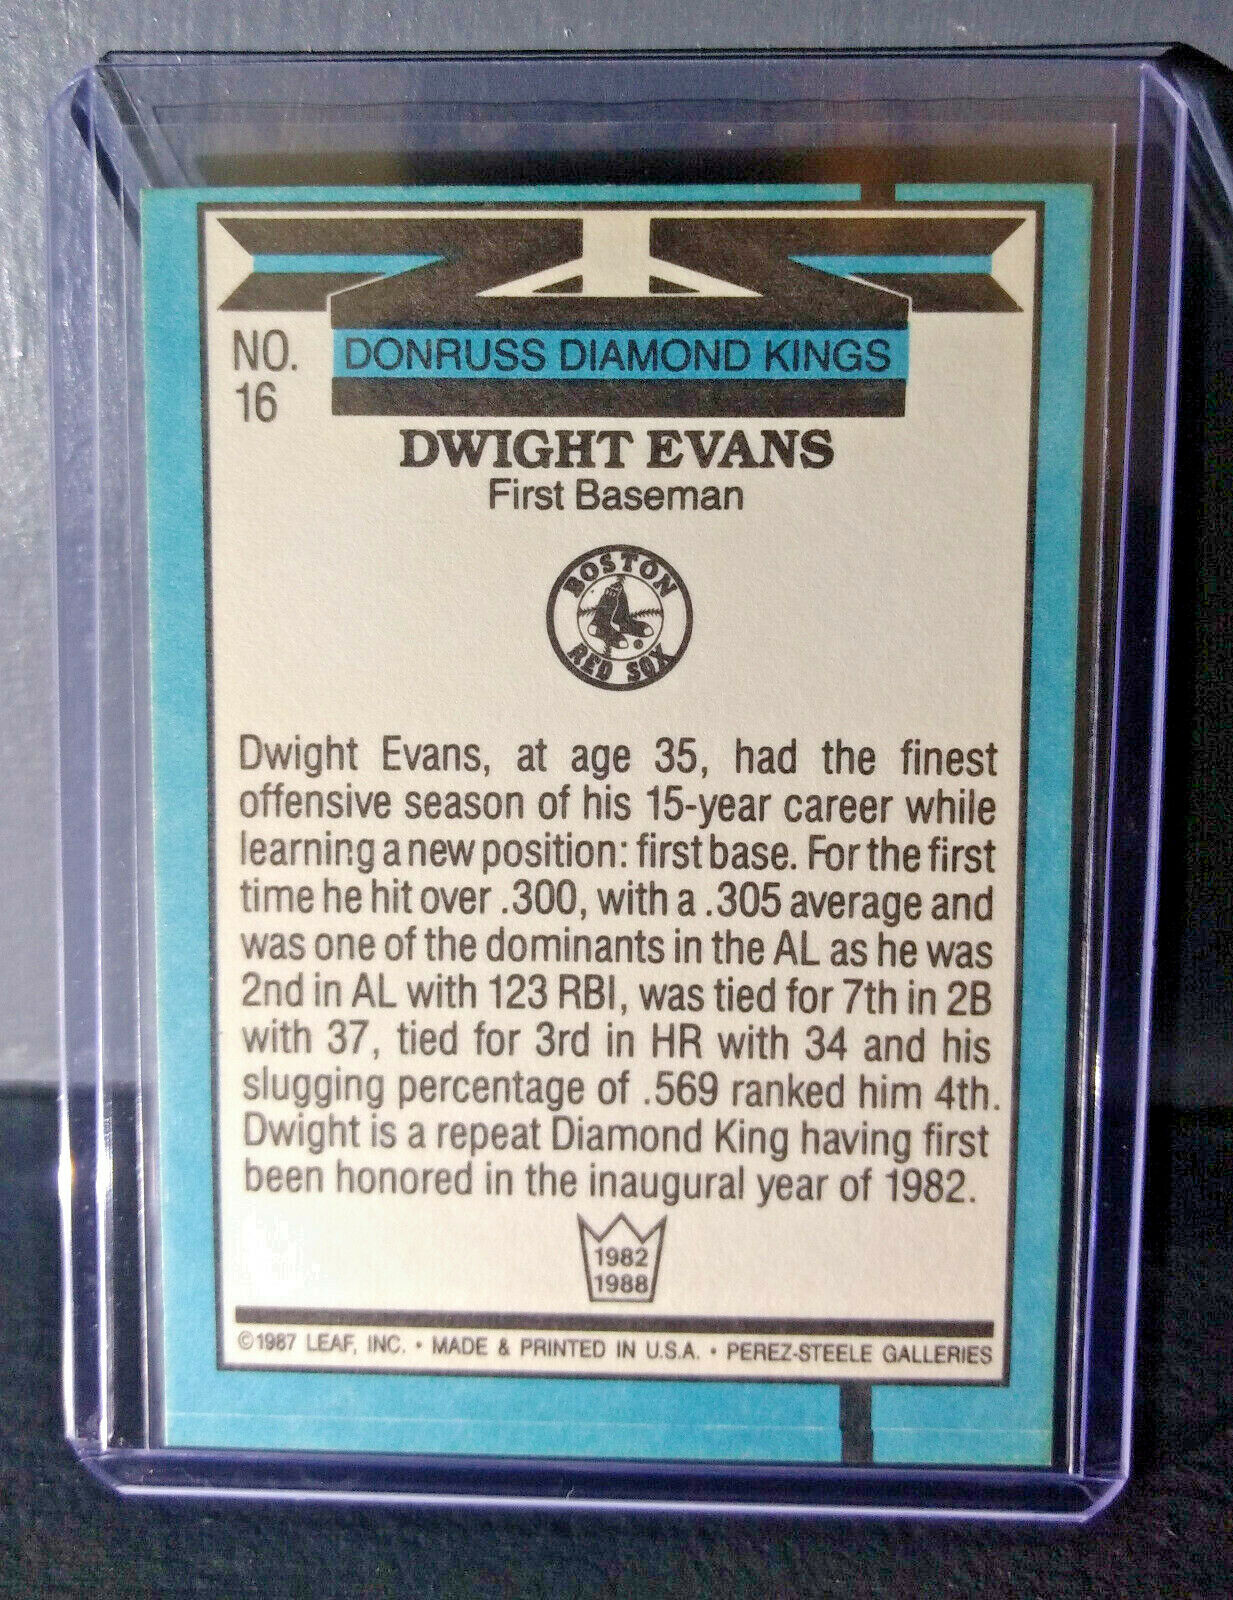 NO.
16
DONRUSS DIAMOND KINGS
DWIGHT EVANS
First Baseman
BOSTON
RED SOX
Dwight Evans, at age 35, had the finest
offensive season of his 15-year career while
learning a new position: first base. For the first
time he hit over .300, with a .305 average and
was one of the dominants in the AL as he was
2nd in AL with 123 RBI, was tied for 7th in 2B
with 37, tied for 3rd in HR with 34 and his
slugging percentage of .569 ranked him 4th.
Dwight is a repeat Diamond King having first
been honored in the inaugural year of 1982.
1982
1988
©1987 LEAF, INC. • MADE & PRINTED IN U.S.A. • PEREZ-STEELE GALLERIES